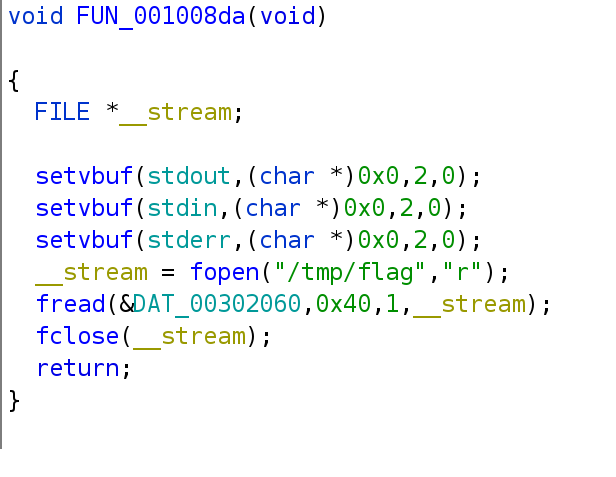 void FUN_001008da(void)
{
FILE *__stream;
setvbuf(stdout,(char *)0x0,2,0);
setvbuf(stdin,(char *)0x0,2,0);
setvbuf(stderr,(char *)0x0,2,0);
__stream = fopen("/tmp/flag","r");
fread(&DAT_00302060,0x40,1,__stream);
fclose(__stream);
return;
}